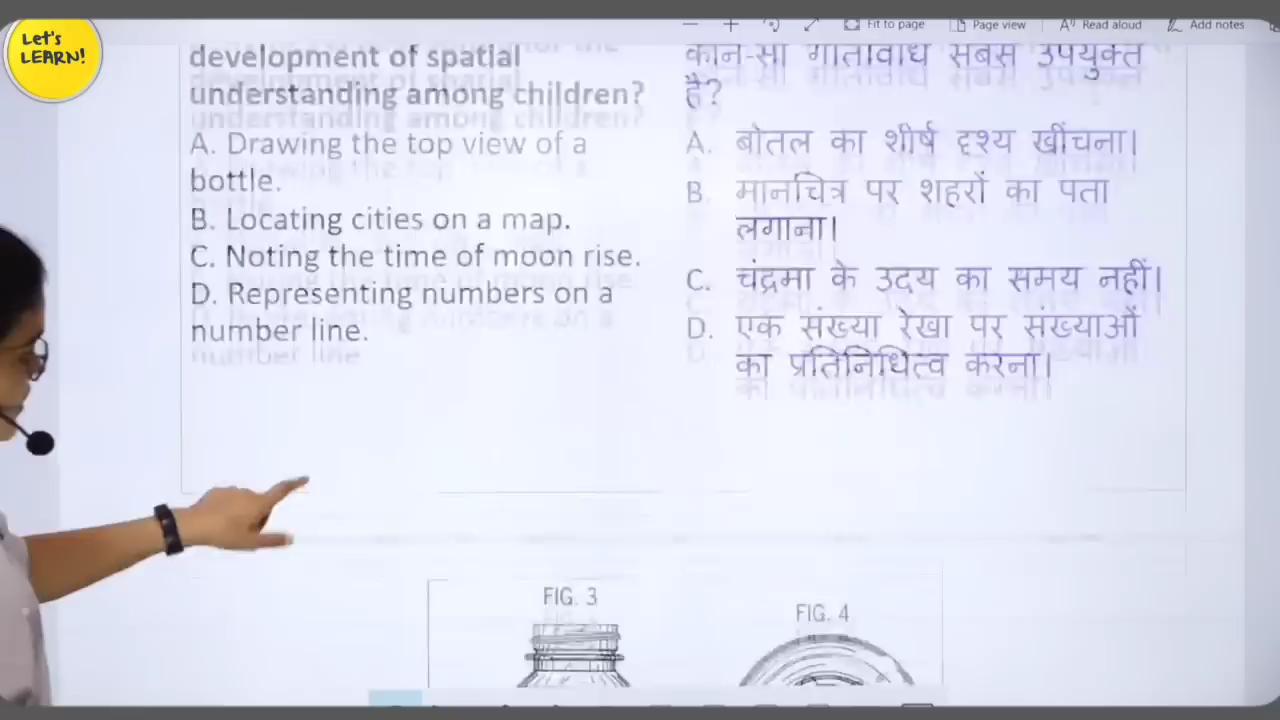 Let's
LEARN!
Fit to page
Page view
Read aloud
Add notes
development of spatial
understanding among children?
A. Drawing the top view of a
bottle.
B. Locating cities on a map.
C. Noting the time of moon rise.
D. Representing numbers on a
number line.
कौन-सी गतिविधि सबसे उपयुक्त
है?
A. बोतल का शीर्ष दृश्य खींचना।
B. मानचित्र पर शहरों का पता
लगाना।
C. चंद्रमा के उदय का समय नहीं।
D. एक संख्या रेखा पर संख्याओं
का प्रतिनिधित्व करना।
FIG. 3
FIG. 4